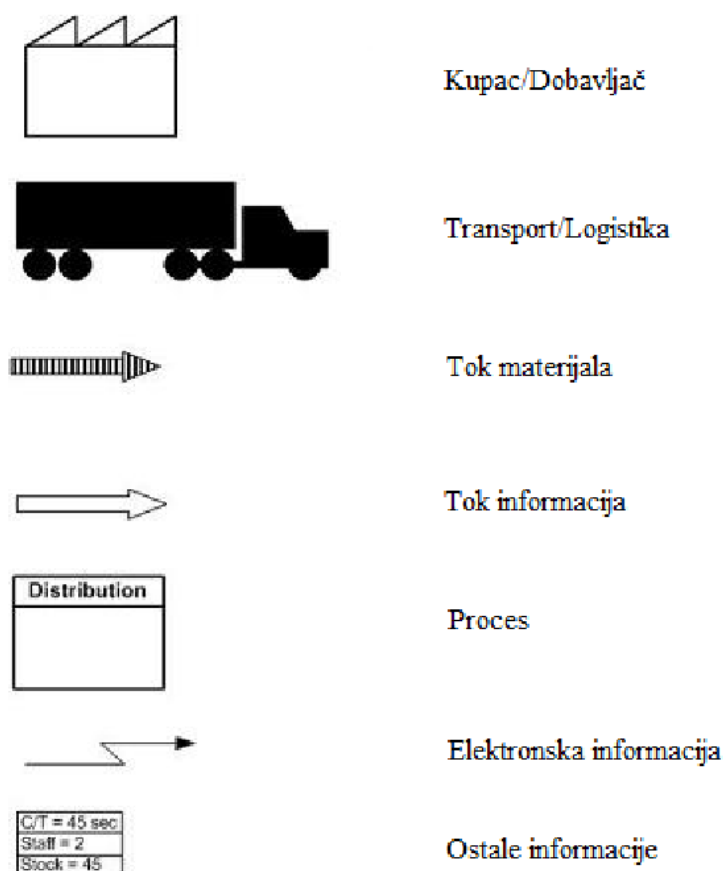 Kupac/Dobavljač
Transport/Logistika
Tok materijala
Tok informacija
Distribution
Proces
Elektronska informacija
C/T = 45 sec
Staff = 2
Stock = 45
Ostale informacije